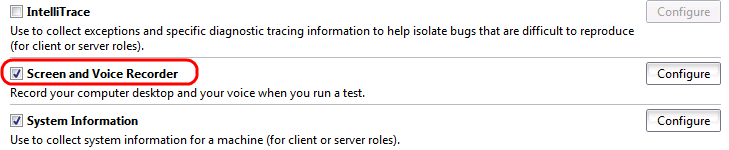 IntelliTrace
Configure
Use to collect exceptions and specific diagnostic tracing information to help isolate bugs that are difficult to reproduce
(for client or server roles).
Screen and Voice Recorder
Configure
Record your computer desktop and your voice when you run a test.
System Information
Configure
Use to collect system information for a machine (for client or server roles).